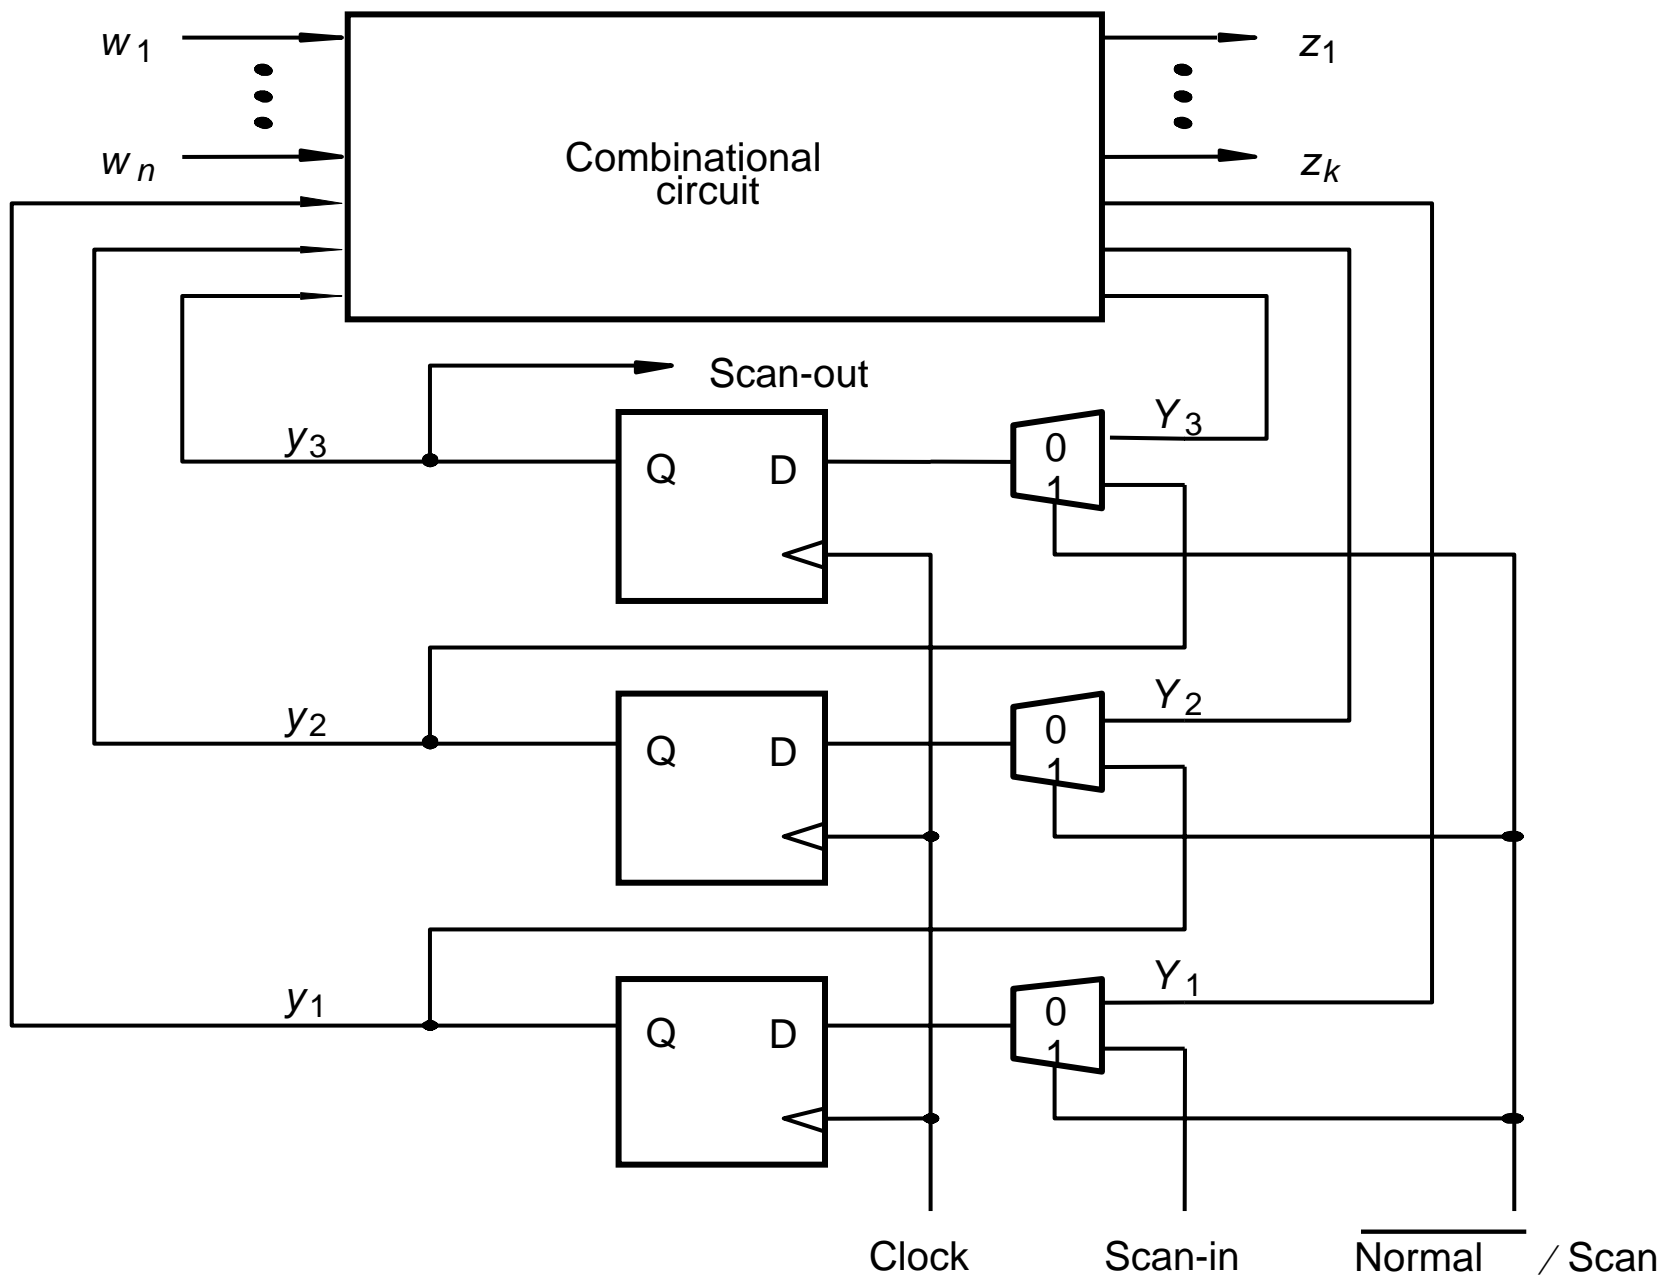 w1 z1
wn zk
Combinational
circuit
Scan-out
y3 Q D 0 Y3
1
y2 Q D 0 Y2
1
y1 Q D 0 Y1
1
Clock Scan-in Normal / Scan